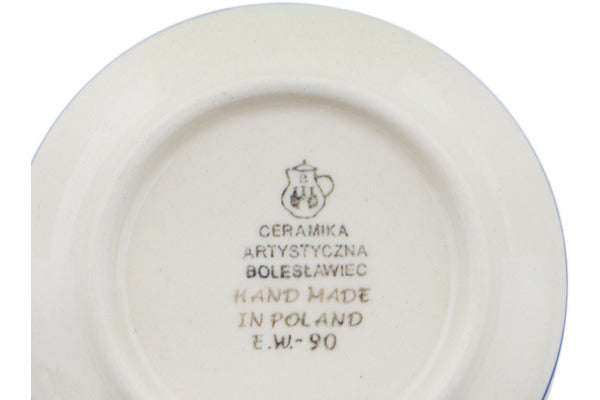 B
CERAMIKA
ARTYSTYCZNA
BOLESŁAWIEC
HAND MADE
IN POLAND
E.W.-90